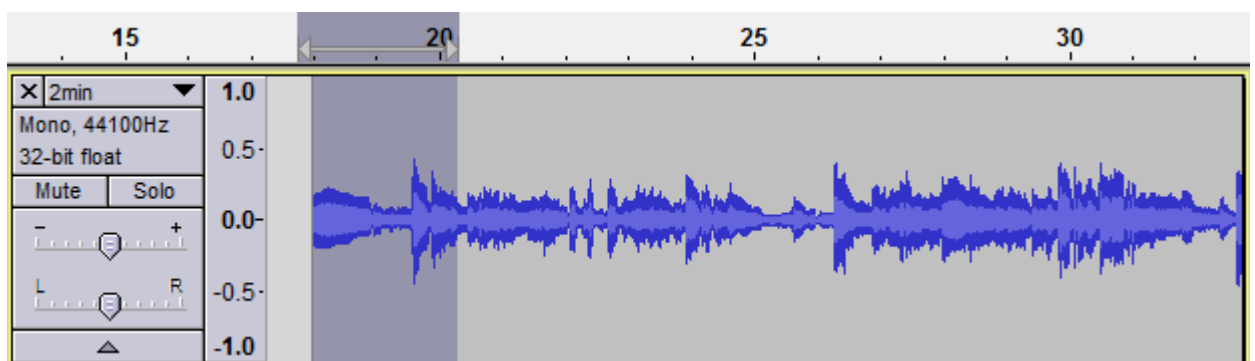 15 20 25 30
2min 1.0
Mono, 44100Hz
32-bit float 0.5-
Mute Solo
- + 0.0-
L R -0.5-
-1.0